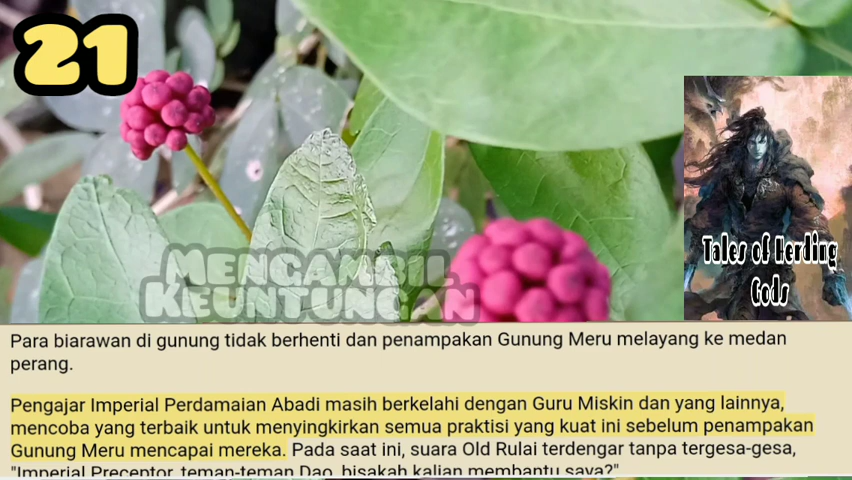 21
Tales of Herding
Gods
MENGAMBIL
KEUNTUNGAN
Para biarawan di gunung tidak berhenti dan penampakan Gunung Meru melayang ke medan
perang.
Pengajar Imperial Perdamaian Abadi masih berkelahi dengan Guru Miskin dan yang lainnya,
mencoba yang terbaik untuk menyingkirkan semua praktisi yang kuat ini sebelum penampakan
Gunung Meru mencapai mereka. Pada saat ini, suara Old Rulai terdengar tanpa tergesa-gesa,
"Imperial Preceptor, teman-teman Dao, bisakah kalian membantu saya?"